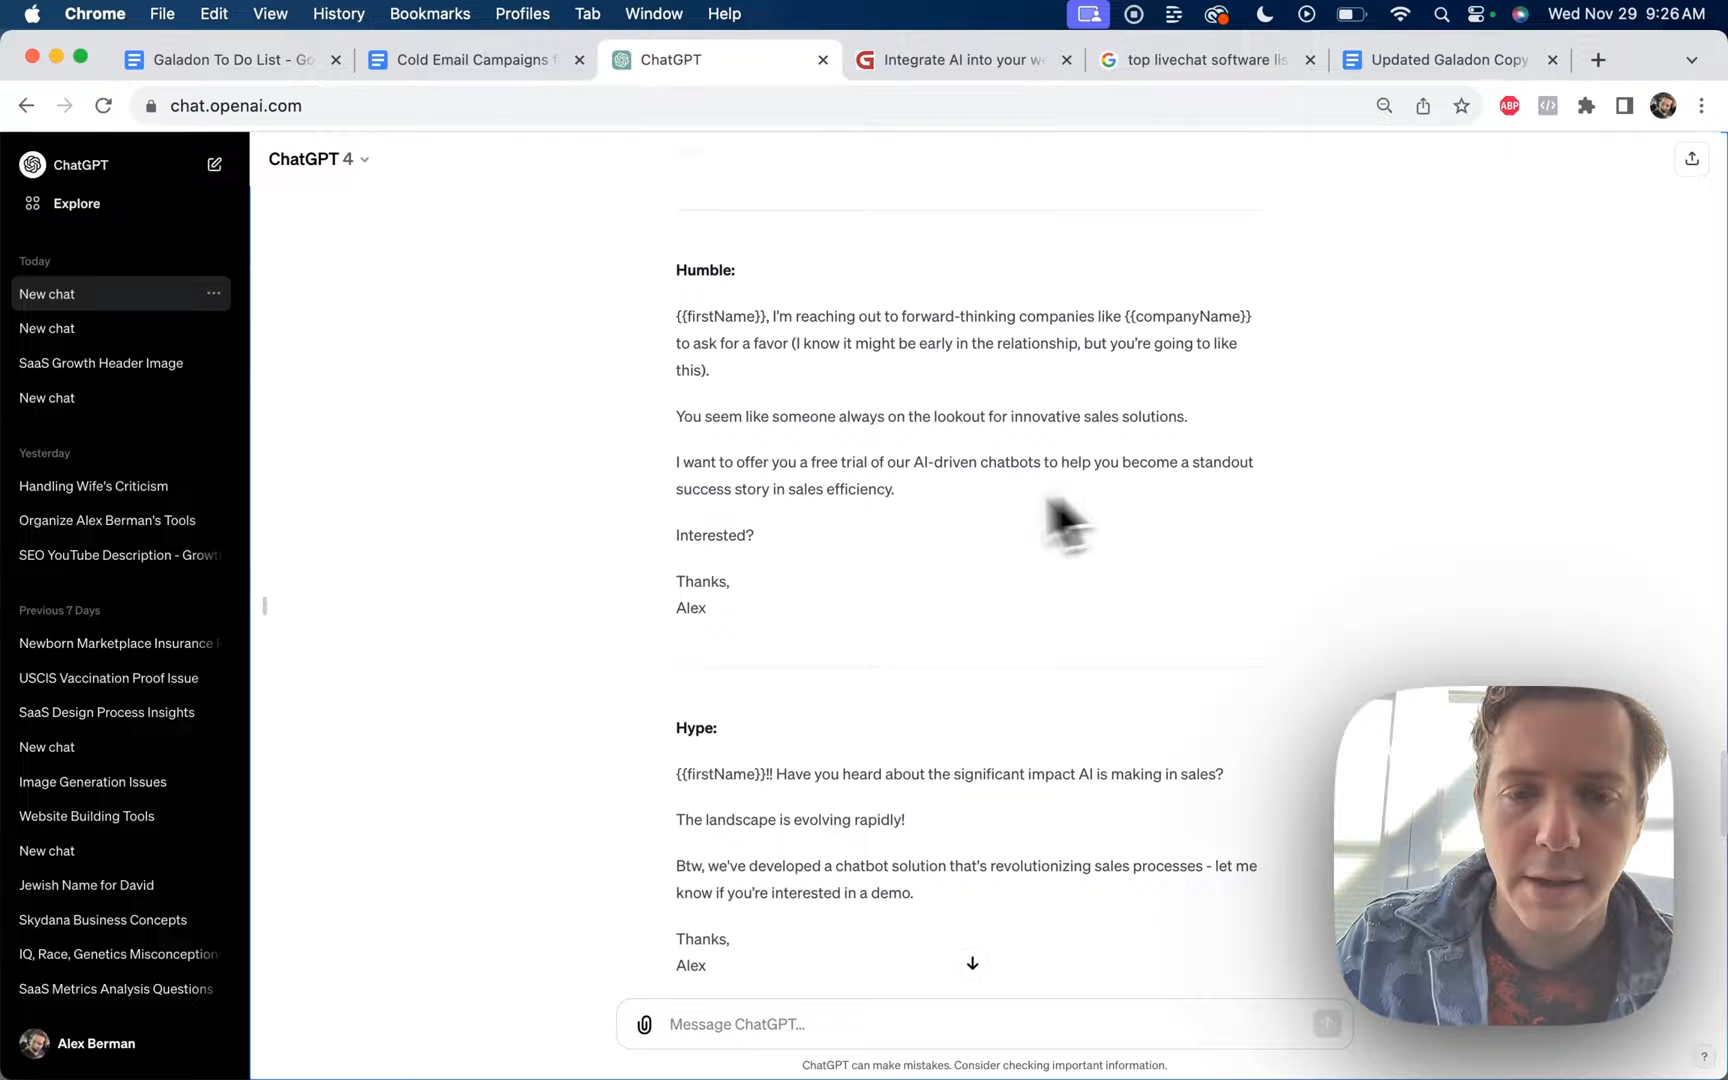 Chrome File Edit View History Bookmarks Profiles Tab Window Help Wed Nov 29 9:26 AM
Galadon To Do List - Go Cold Email Campaigns f ChatGPT Integrate AI into your we top livechat software lis Updated Galadon Copy
chat.openai.com ABP
ChatGPT
Explore
Today
New chat
New chat
SaaS Growth Header Image
New chat
Yesterday
Handling Wife's Criticism
Organize Alex Berman's Tools
SEO YouTube Description - Growt
Previous 7 Days
Newborn Marketplace Insurance
USCIS Vaccination Proof Issue
SaaS Design Process Insights
New chat
Image Generation Issues
Website Building Tools
New chat
Jewish Name for David
Skydana Business Concepts
IQ, Race, Genetics Misconception
SaaS Metrics Analysis Questions
Alex Berman
ChatGPT 4
Humble:
{{firstName}}, I'm reaching out to forward-thinking companies like {{companyName}}
to ask for a favor (I know it might be early in the relationship, but you're going to like
this).
You seem like someone always on the lookout for innovative sales solutions.
I want to offer you a free trial of our AI-driven chatbots to help you become a standout
success story in sales efficiency.
Interested?
Thanks,
Alex
Hype:
{{firstName}}!! Have you heard about the significant impact AI is making in sales?
The landscape is evolving rapidly!
Btw, we've developed a chatbot solution that's revolutionizing sales processes - let me
know if you're interested in a demo.
Thanks,
Alex
Message ChatGPT...
ChatGPT can make mistakes. Consider checking important information.
?